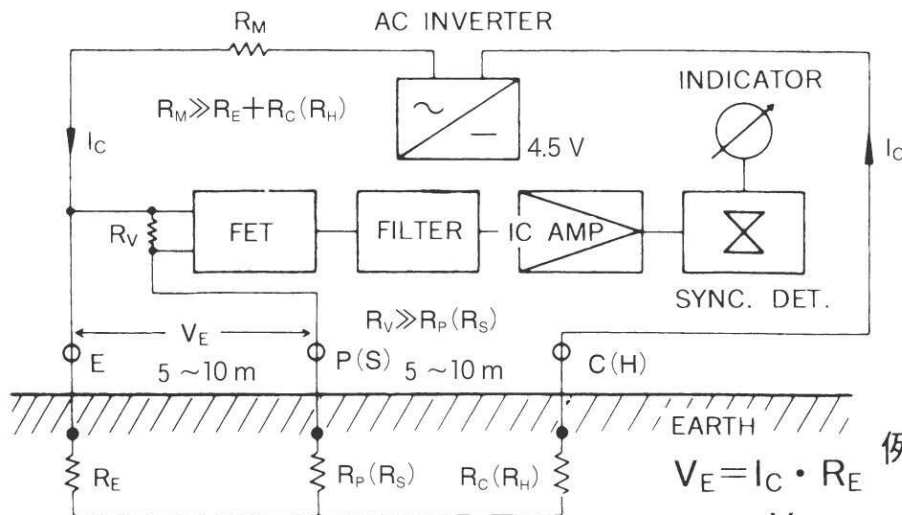 R_M AC INVERTER
INDICATOR
R_M≫R_E+R_C(R_H)
I_C 4.5 V I_C
R_V FET FILTER IC AMP
SYNC. DET.
V_E R_V≫R_P(R_S)
E P(S) C(H)
5~10 m 5~10 m
EARTH
R_E R_P(R_S) R_C(R_H) V_E=I_C・R_E